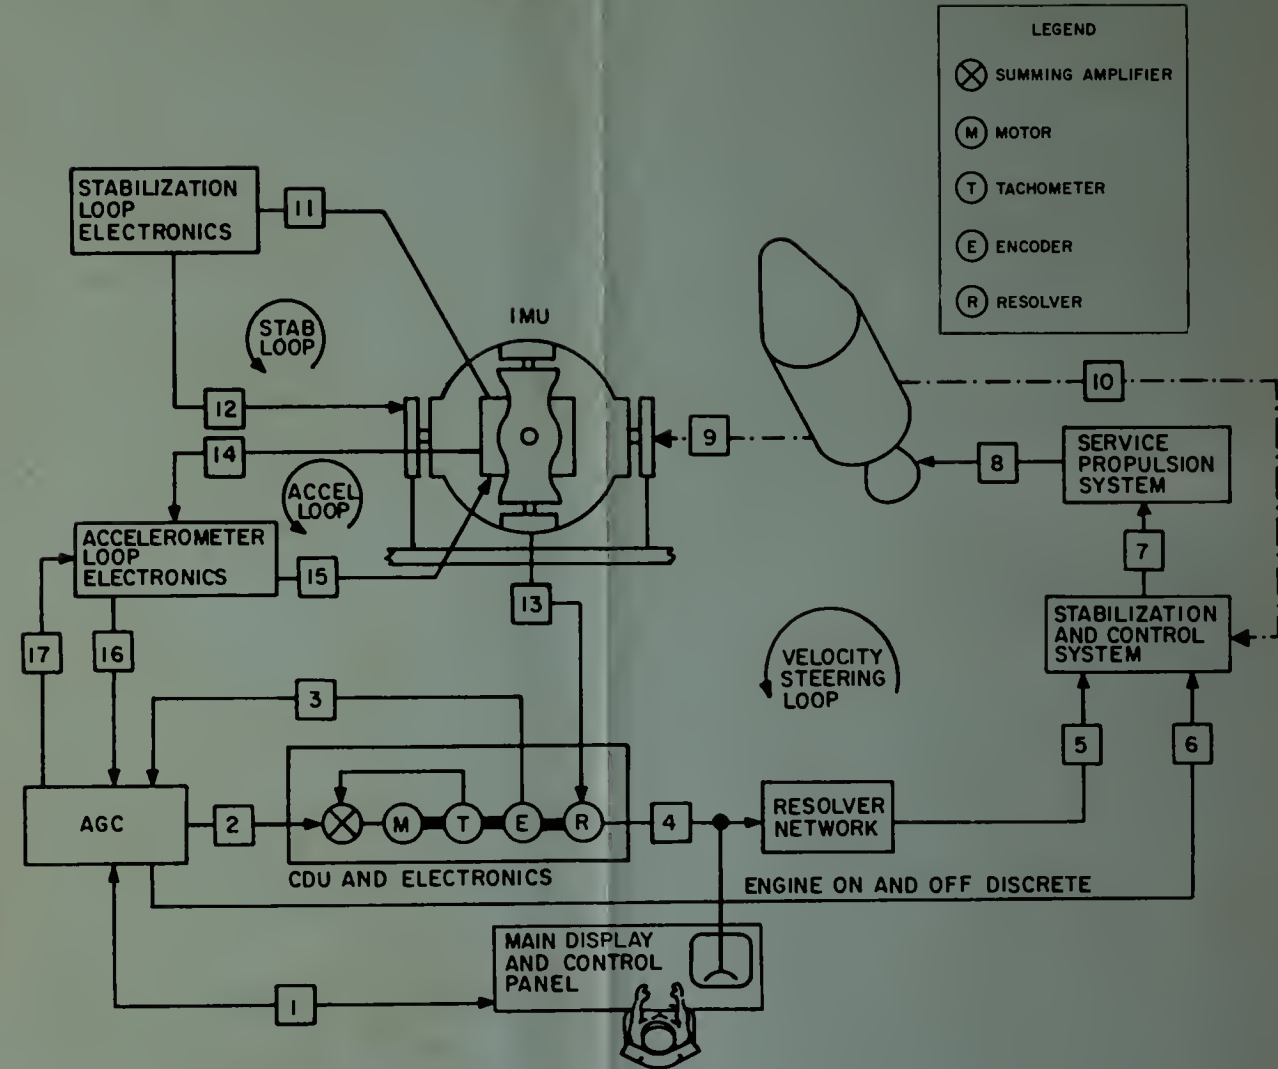 LEGEND
SUMMING AMPLIFIER
M MOTOR
T TACHOMETER
E ENCODER
R RESOLVER
STABILIZATION
LOOP
ELECTRONICS
11
STAB
LOOP
IMU
12
14
9
10
8
SERVICE
PROPULSION
SYSTEM
7
ACCEL
LOOP
ACCELEROMETER
LOOP
ELECTRONICS
15
13
STABILIZATION
AND CONTROL
SYSTEM
17
16
VELOCITY
STEERING
LOOP
3
5
6
AGC
2
M
T
E
R
4
RESOLVER
NETWORK
CDU AND ELECTRONICS
ENGINE ON AND OFF DISCRETE
MAIN DISPLAY
AND CONTROL
PANEL
1